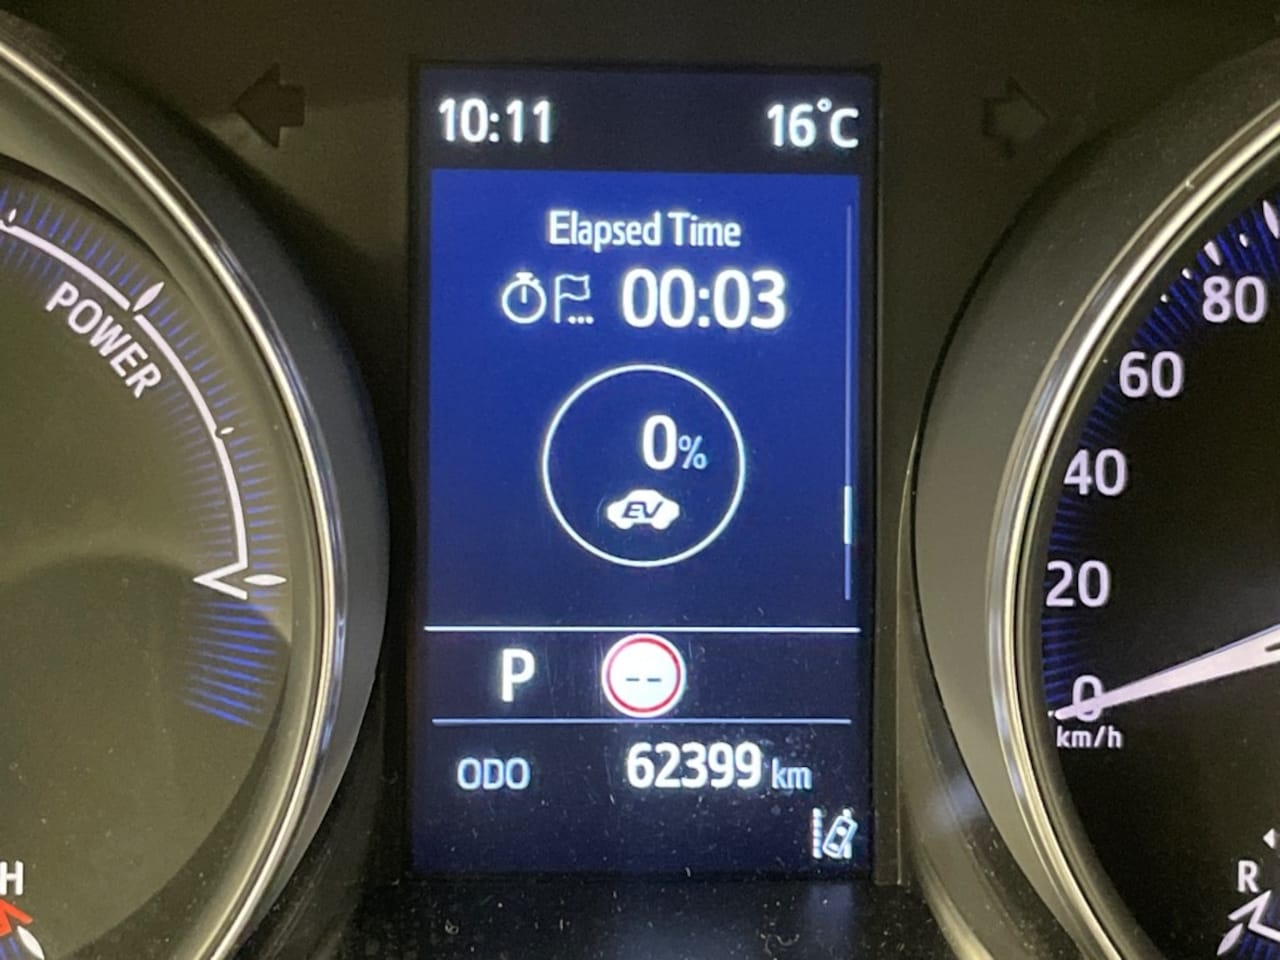 10:11 16°C
Elapsed Time
00:03
0%
EV
P --
ODO 62399 km
POWER
H
80
60
40
20
0
km/h
R